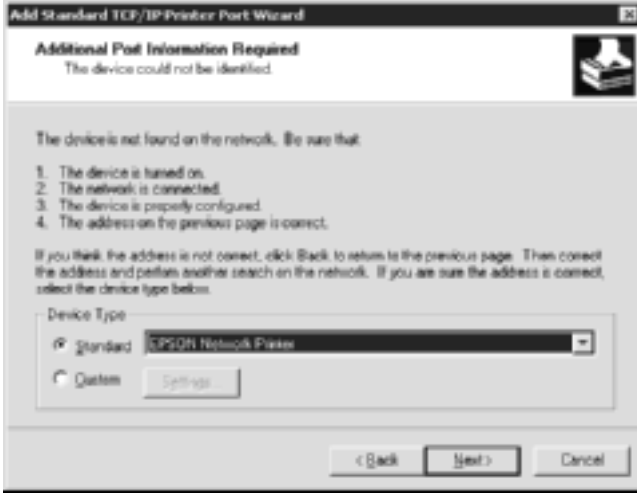 Add Standard TCP/IP Printer Port Wizard
Additional Port Information Required
The device could not be identified.
The device is not found on the network. Be sure that:
1. The device is turned on.
2. The network is connected.
3. The device is properly configured.
4. The address on the previous page is correct.
If you think the address is not correct, click Back to return to the previous page. Then correct
the address and perform another search on the network. If you are sure the address is correct,
select the device type below.
Device Type
Standard EPSON Network Printer
Custom Settings...
< Back Next > Cancel